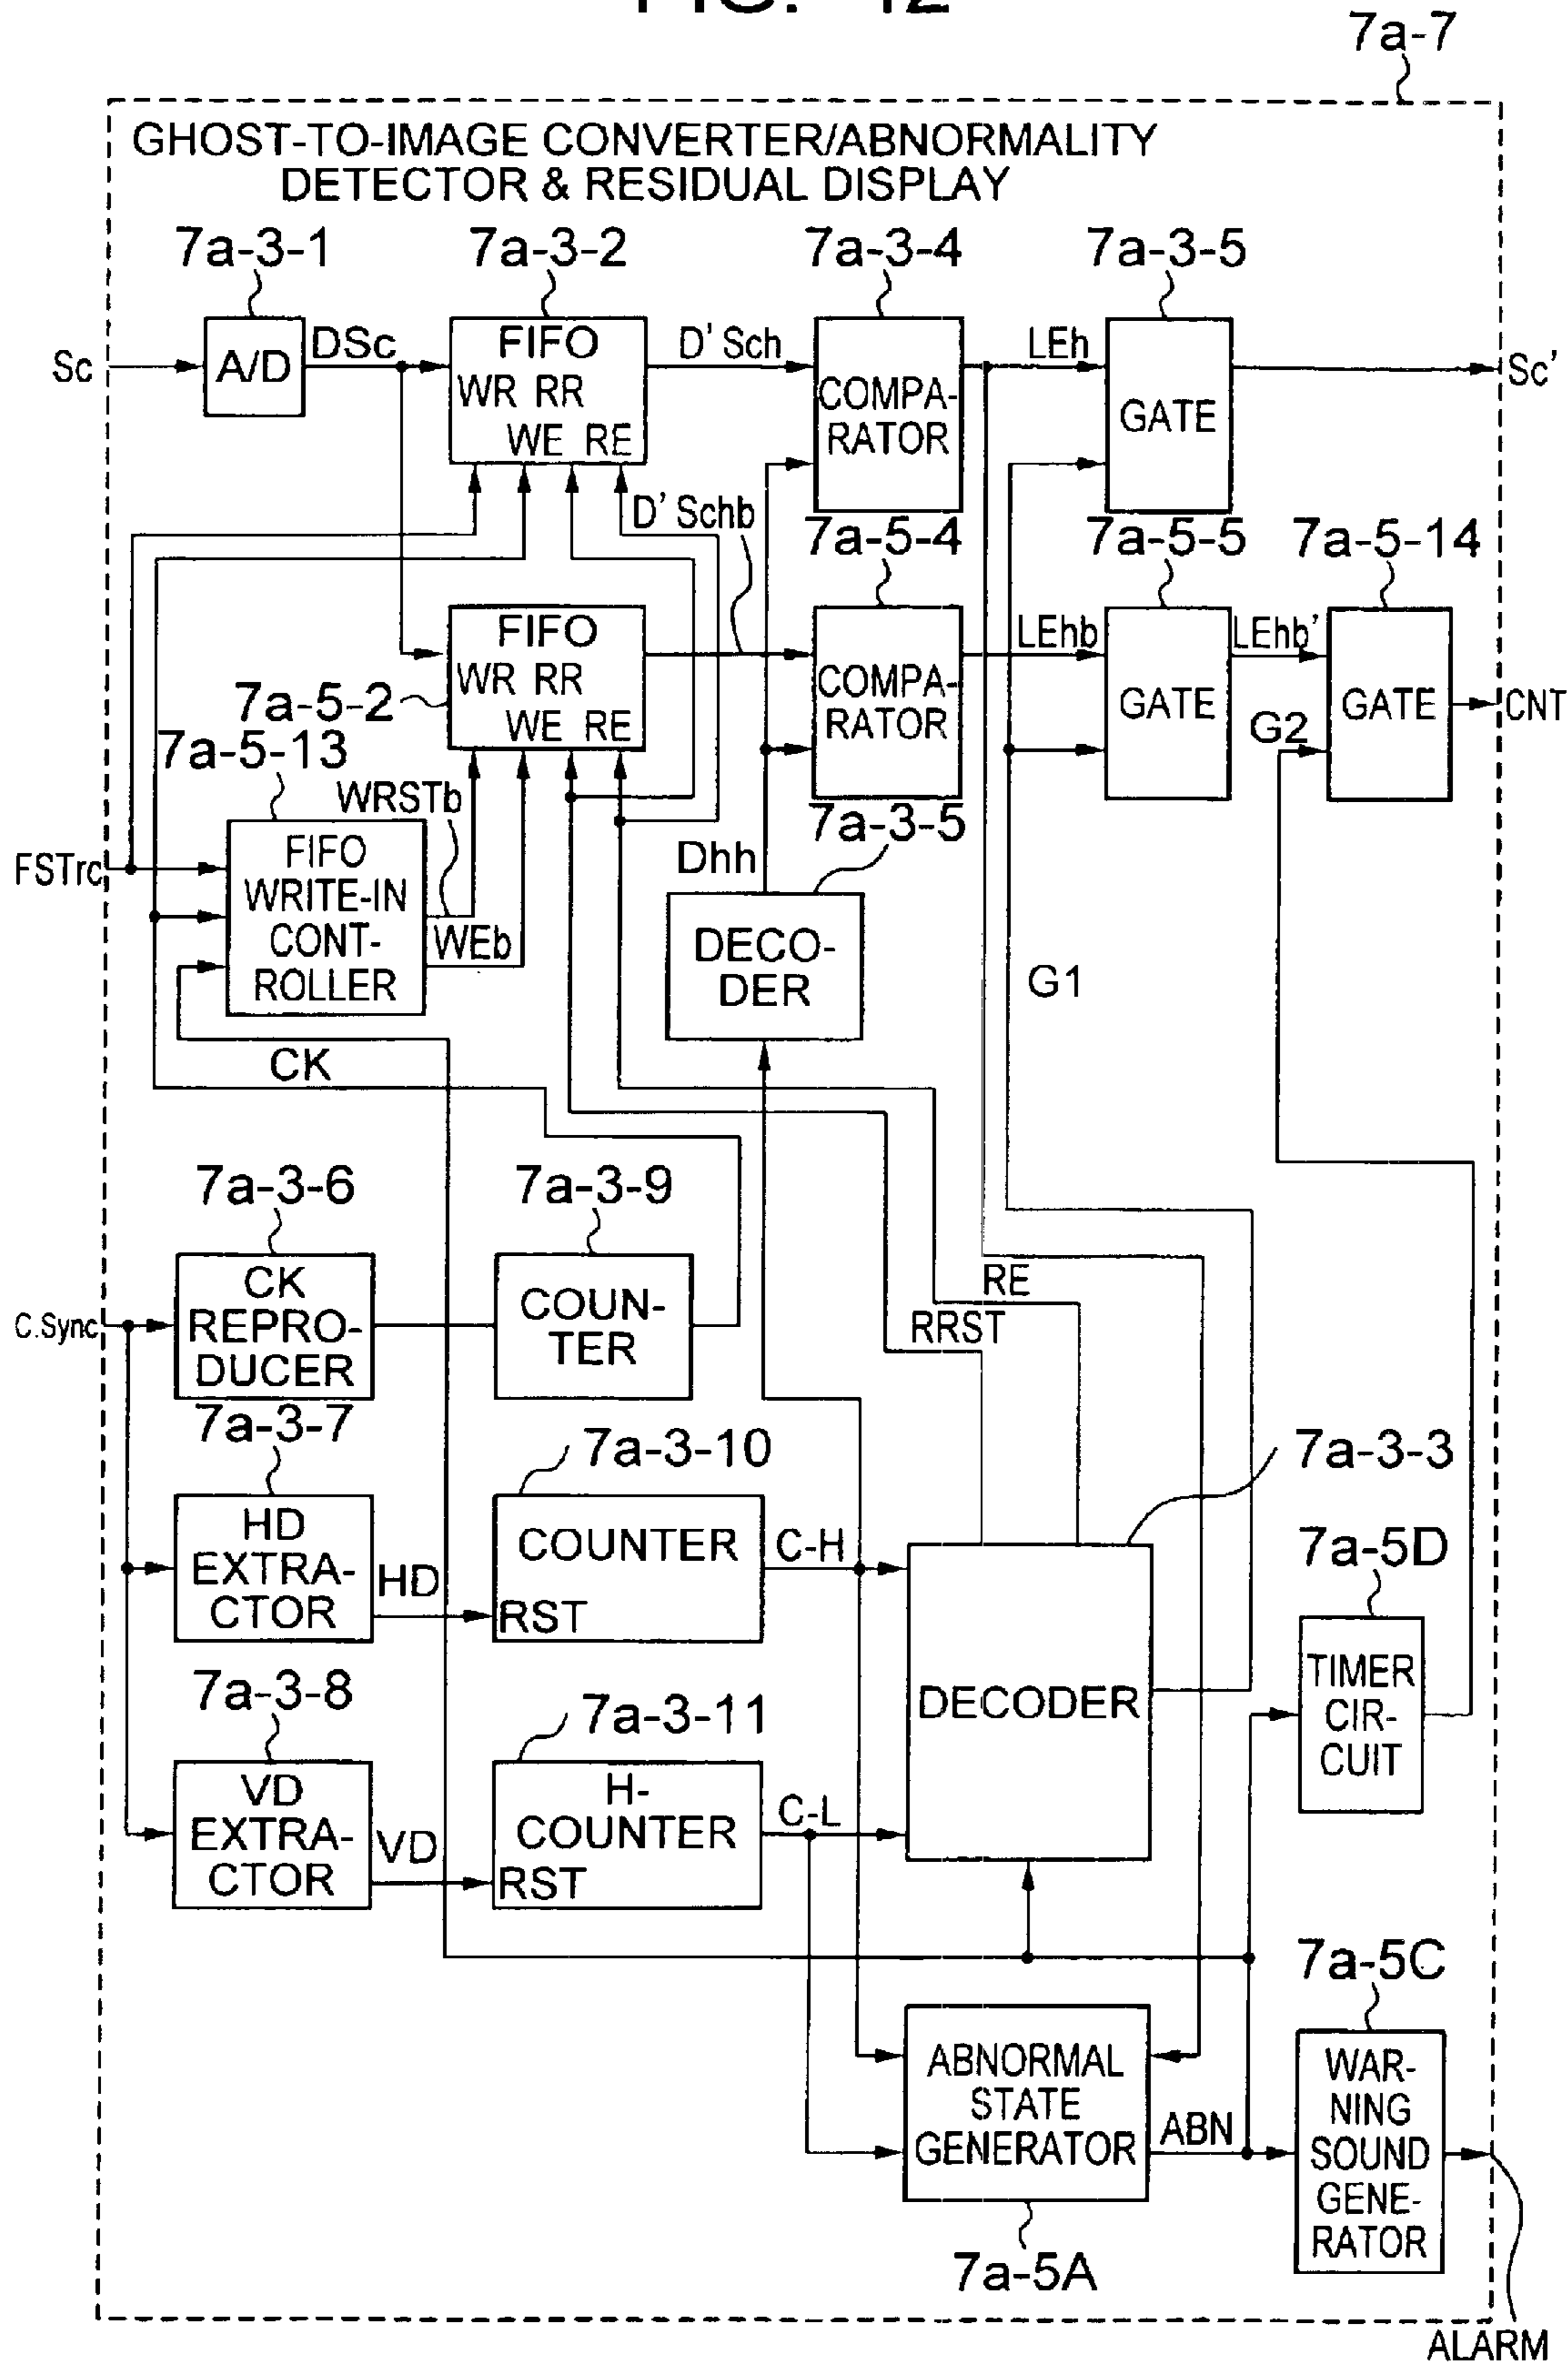 FIG. 42
7a-7
GHOST-TO-IMAGE CONVERTER/ABNORMALITY
DETECTOR & RESIDUAL DISPLAY
7a-3-1
7a-3-2
7a-3-4
7a-3-5
Sc
A/D
DSc
FIFO
WR RR
WE RE
D' Sch
COMPA-
RATOR
LEh
GATE
Sc'
D' Schb
7a-5-4
7a-5-5
7a-5-14
FIFO
WR RR
WE RE
7a-5-2
COMPA-
RATOR
LEhb
GATE
LEhb'
G2
GATE
CNT
7a-5-13
WRSTb
7a-3-5
FSTrc
FIFO
WRITE-IN
CONT-
ROLLER
WEb
Dhh
DECO-
DER
G1
CK
7a-3-6
7a-3-9
C.Sync
CK
REPRO-
DUCER
COUN-
TER
RE
RRST
7a-3-7
7a-3-10
7a-3-3
HD
EXTRA-
CTOR
HD
COUNTER
RST
C-H
DECODER
7a-5D
TIMER
CIR-
CUIT
7a-3-8
7a-3-11
VD
EXTRA-
CTOR
VD
H-
COUNTER
RST
C-L
7a-5C
ABNORMAL
STATE
GENERATOR
ABN
WAR-
NING
SOUND
GENE-
RATOR
7a-5A
ALARM